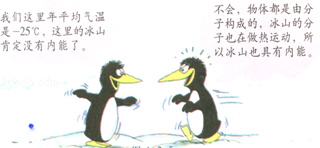 我们这里年平均气温
是-25℃，这里的冰山
肯定没有内能了。
不会，物体都是由分
子构成的，冰山的分
子也在做热运动，所
以冰山也具有内能。